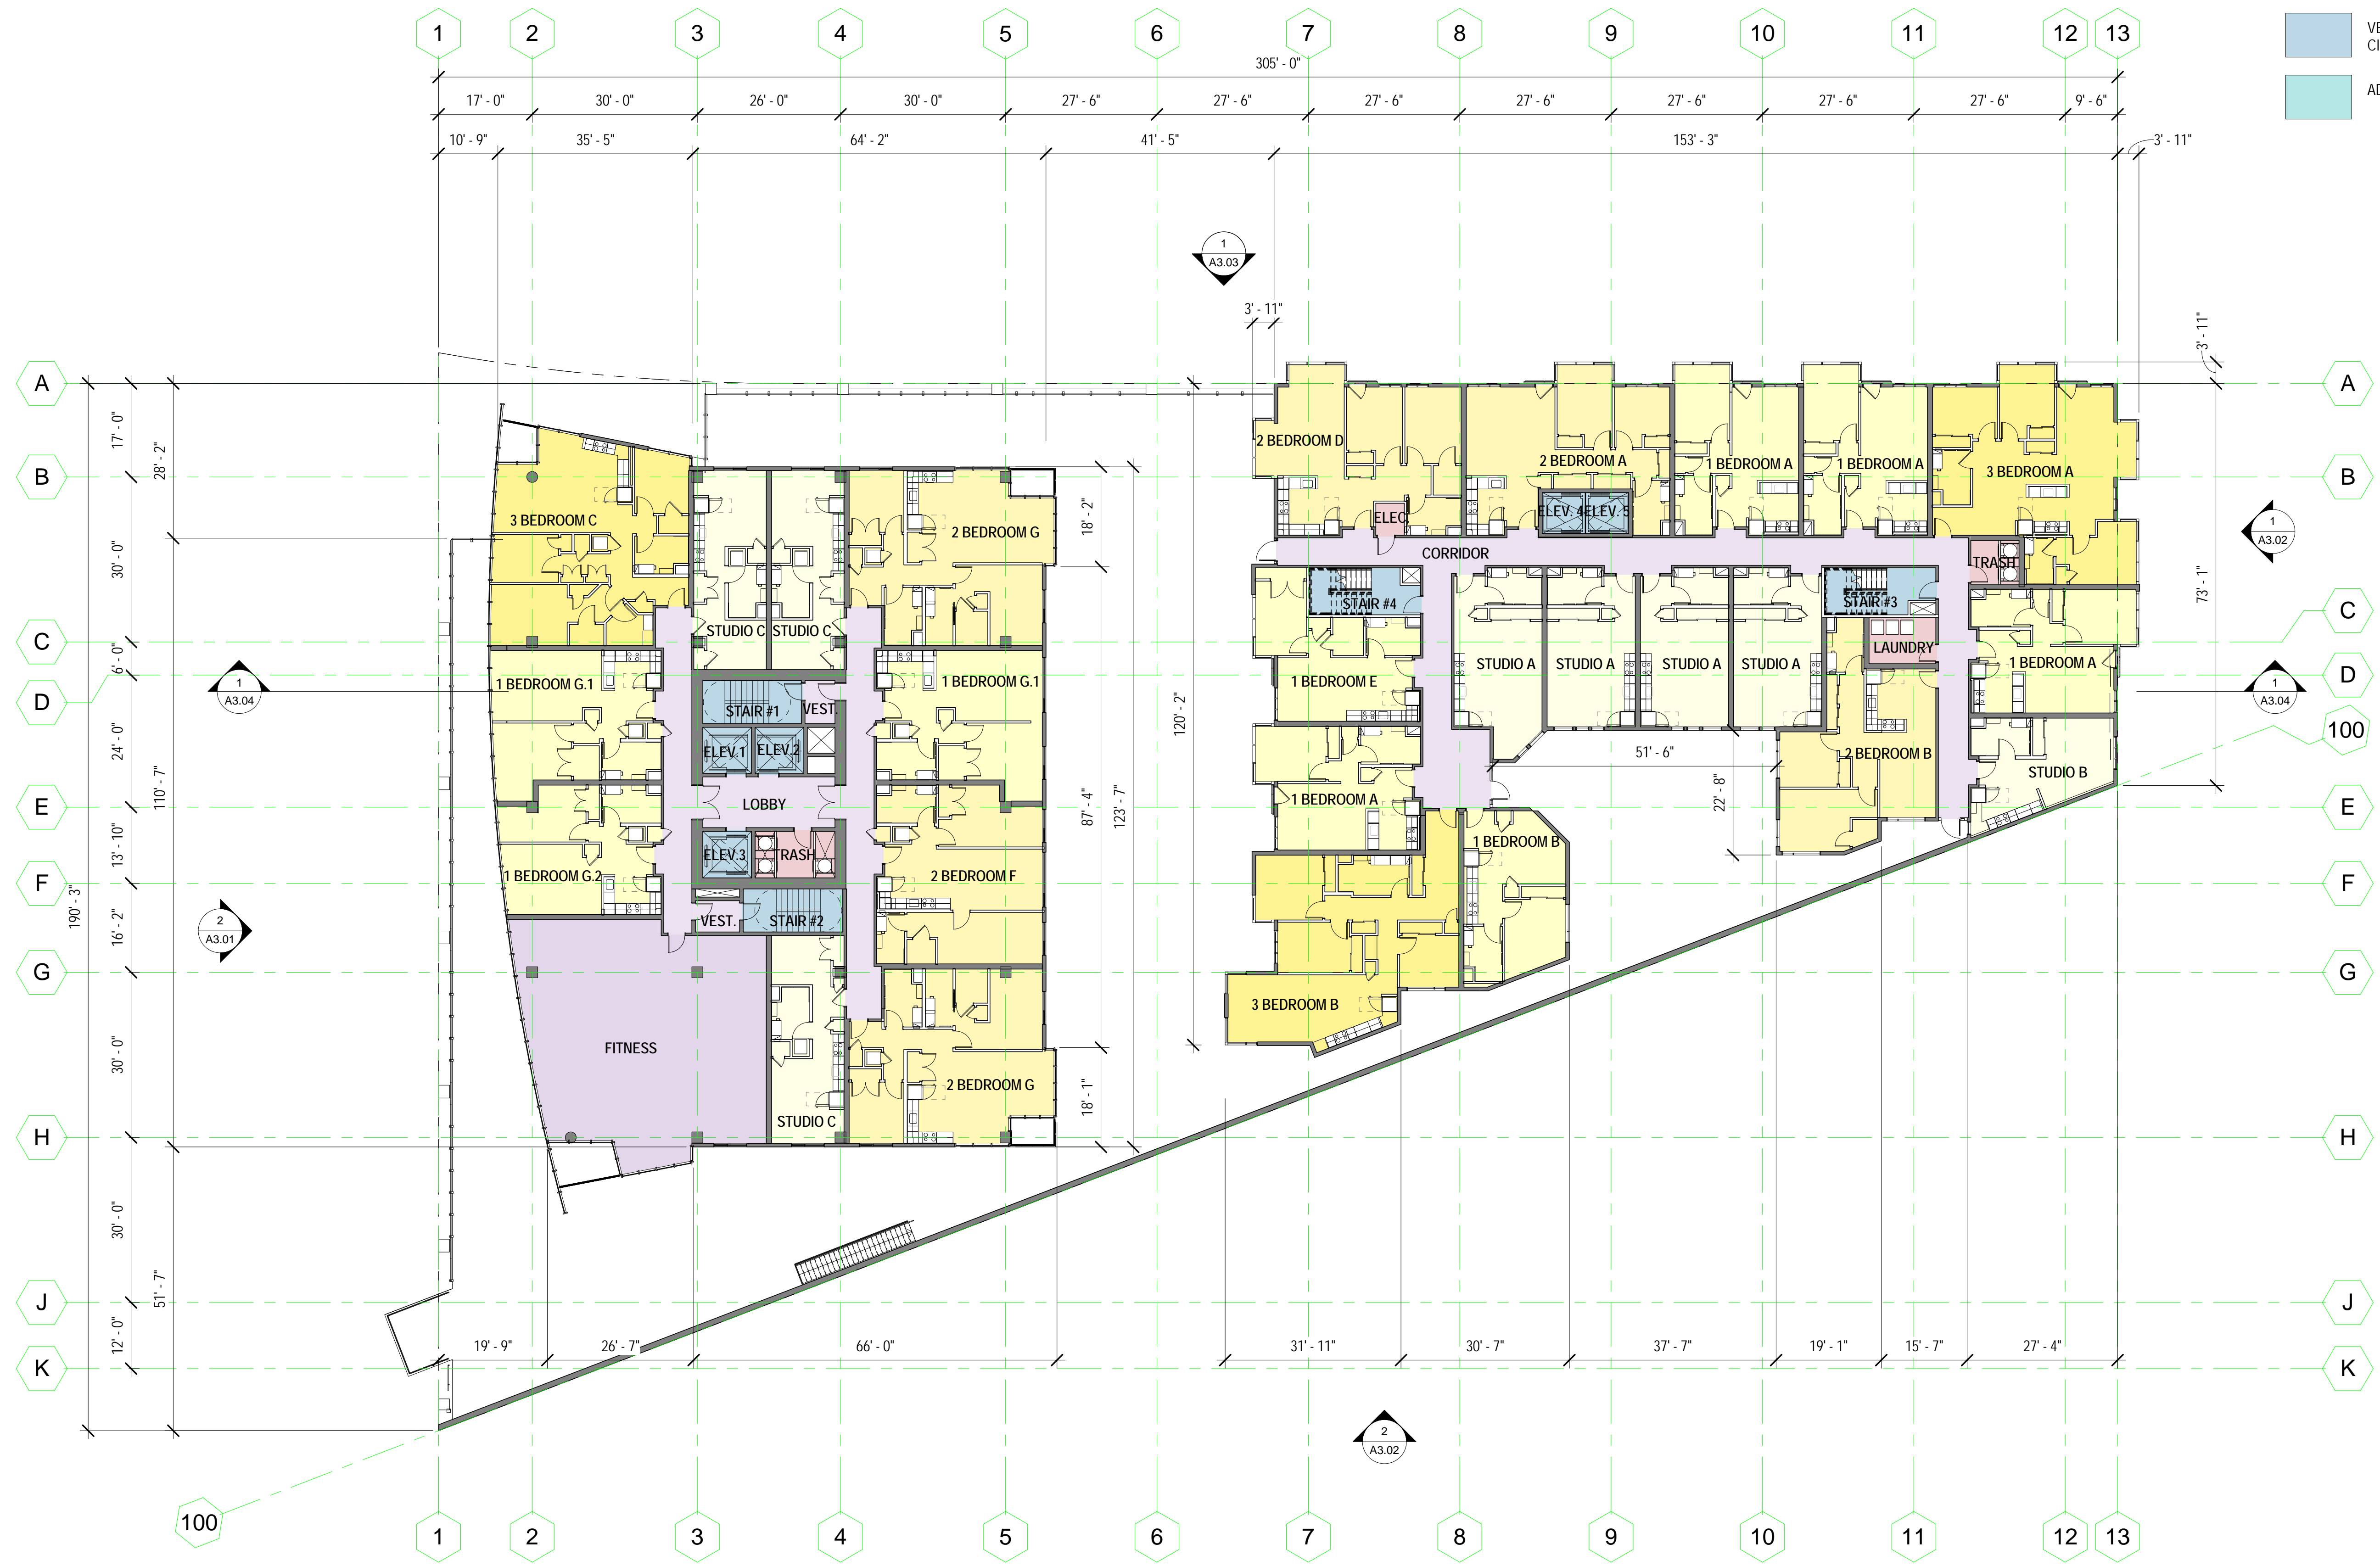 1 2 3 4 5 6 7 8 9 10 11 12 13
VE
CI
305' - 0"
17' - 0" 30' - 0" 26' - 0" 30' - 0" 27' - 6" 27' - 6" 27' - 6" 27' - 6" 27' - 6" 27' - 6" 27' - 6" 9' - 6"
AD
10' - 9" 35' - 5" 64' - 2" 41' - 5" 153' - 3" 3' - 11"
1
A3.03
3' - 11"
3' - 11"
A A
17' - 0"
28' - 2"
2 BEDROOM D
2 BEDROOM A
1 BEDROOM A
1 BEDROOM A
3 BEDROOM A
B B
3 BEDROOM C
2 BEDROOM G
18' - 2"
ELEC.
ELEV. 4
ELEV. 5
1
A3.02
30' - 0"
CORRIDOR
TRASH
73' - 1"
STAIR #4
STAIR #3
C C
STUDIO C
STUDIO C
LAUNDRY
6' - 0"
STUDIO A
STUDIO A
STUDIO A
STUDIO A
1 BEDROOM A
1
A3.04
1 BEDROOM G.1
1 BEDROOM G.1
1 BEDROOM E
1
A3.04
D D
STAIR #1
VEST.
120' - 2"
100
24' - 0"
ELEV.1
ELEV.2
51' - 6"
2 BEDROOM B
STUDIO B
110' - 7"
LOBBY
1 BEDROOM A
22' - 8"
E E
87' - 4"
123' - 7"
13' - 10"
ELEV.3
TRASH
1 BEDROOM B
1 BEDROOM G.2
2 BEDROOM F
F F
190' - 3"
16' - 2"
2
A3.01
VEST.
STAIR #2
G G
3 BEDROOM B
30' - 0"
FITNESS
2 BEDROOM G
18' - 1"
STUDIO C
H H
30' - 0"
51' - 7"
J J
12' - 0"
19' - 9" 26' - 7" 66' - 0" 31' - 11" 30' - 7" 37' - 7" 19' - 1" 15' - 7" 27' - 4"
K K
2
A3.02
100
1 2 3 4 5 6 7 8 9 10 11 12 13